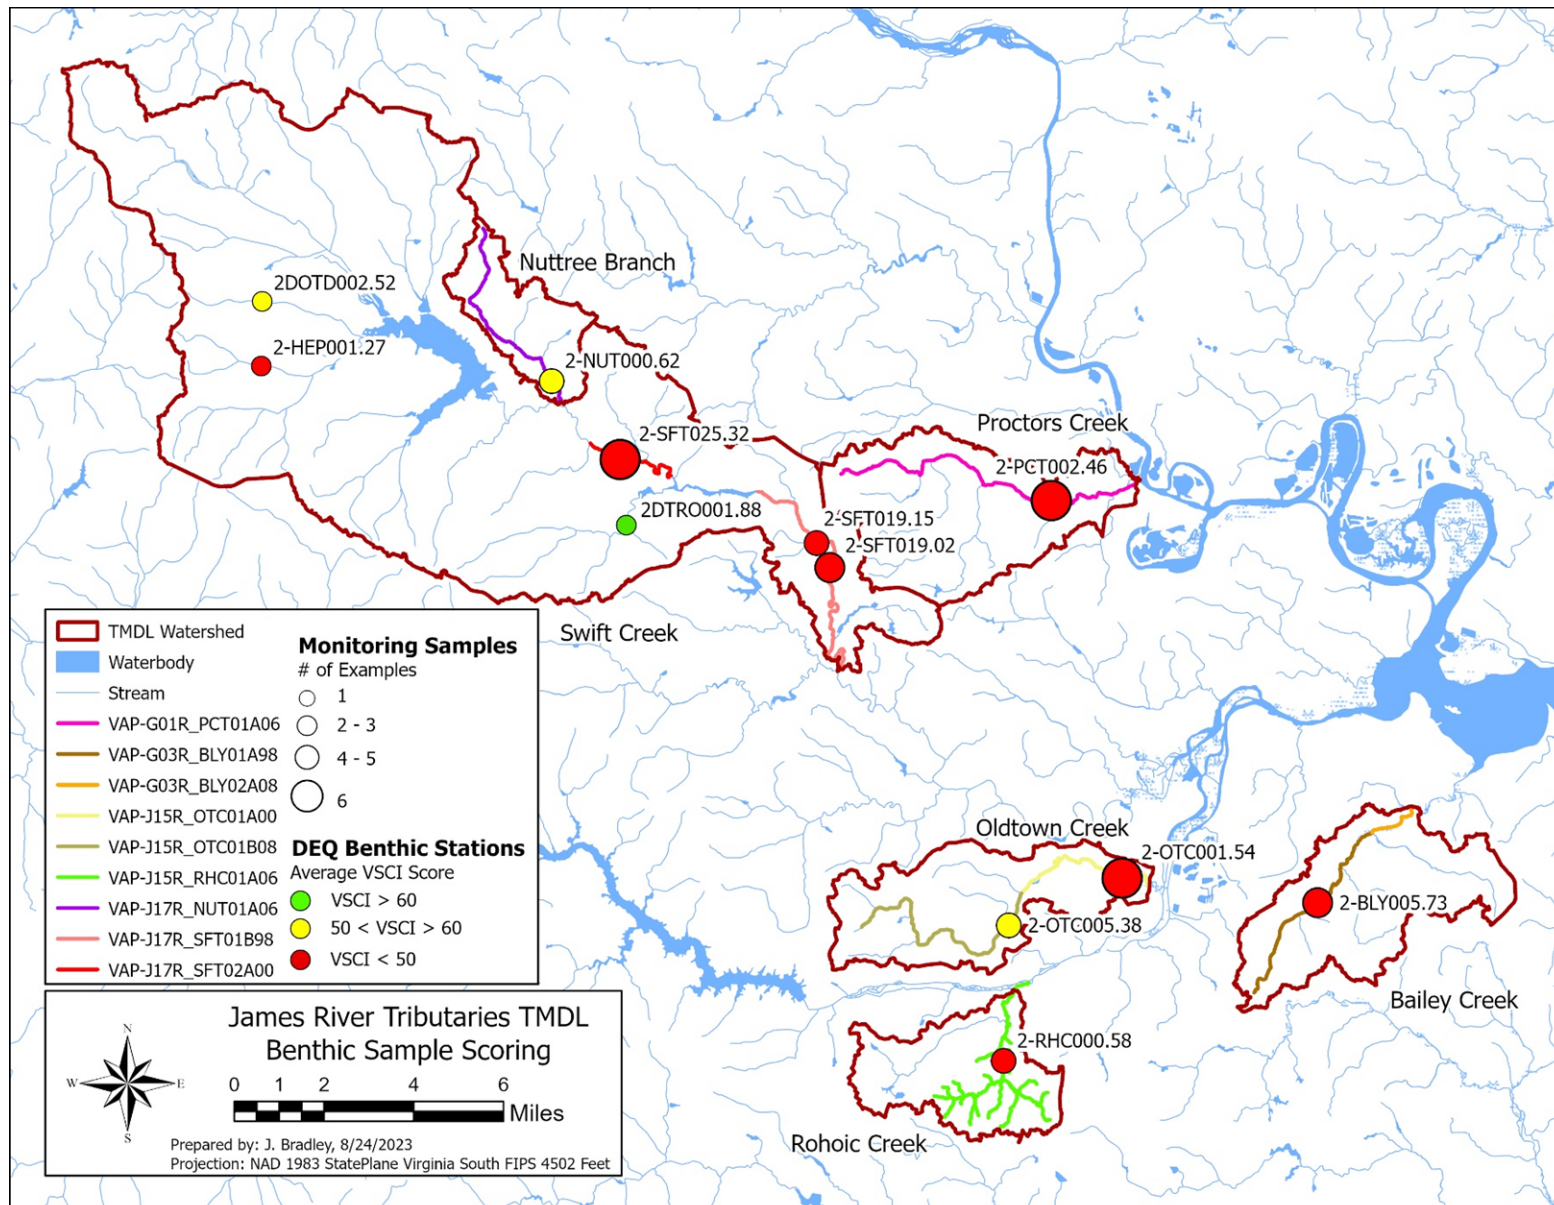 Nuttree Branch
2DOTD002.52
2-HEP001.27
2-NUT000.62
Proctors Creek
2-SFT025.32
2-PCT002.46
2DTRO001.88
2-SFT019.15
2-SFT019.02
Swift Creek
TMDL Watershed
Waterbody
Stream
VAP-G01R_PCT01A06
VAP-G03R_BLY01A98
VAP-G03R_BLY02A08
VAP-J15R_OTC01A00
VAP-J15R_OTC01B08
VAP-J15R_RHC01A06
VAP-J17R_NUT01A06
VAP-J17R_SFT01B98
VAP-J17R_SFT02A00
Monitoring Samples
# of Examples
1
2 - 3
4 - 5
6
DEQ Benthic Stations
Average VSCI Score
VSCI > 60
50 < VSCI > 60
VSCI < 50
Oldtown Creek
2-OTC001.54
2-OTC005.38
2-BLY005.73
Bailey Creek
2-RHC000.58
Rohoic Creek
James River Tributaries TMDL
Benthic Sample Scoring
N
W E
S
0 1 2 4 6
Miles
Prepared by: J. Bradley, 8/24/2023
Projection: NAD 1983 StatePlane Virginia South FIPS 4502 Feet